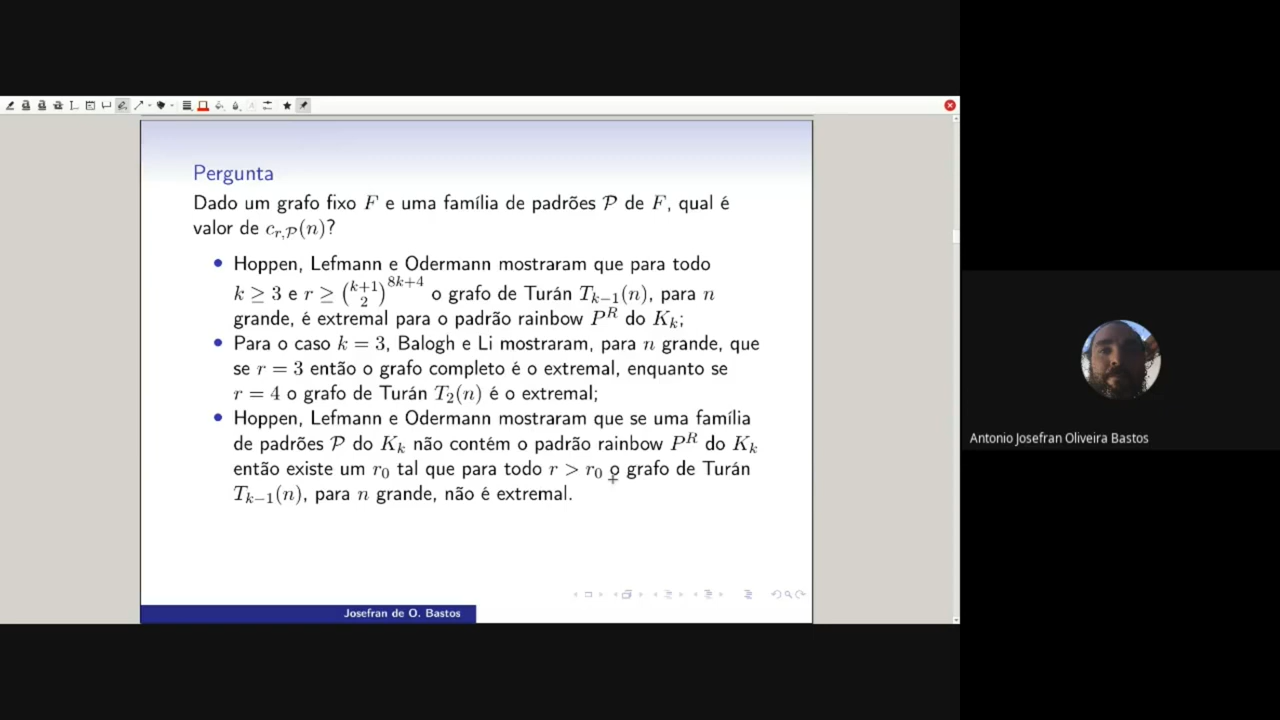 Pergunta
Dado um grafo fixo F e uma família de padrões 𝒫 de F, qual é
valor de c_{r,𝒫}(n)?
• Hoppen, Lefmann e Odermann mostraram que para todo
k ≥ 3 e r ≥ \binom{k+1}{2}^{8k+4} o grafo de Turán T_{k−1}(n), para n
grande, é extremal para o padrão rainbow P^R do K_k;
• Para o caso k = 3, Balogh e Li mostraram, para n grande, que
se r = 3 então o grafo completo é o extremal, enquanto se
r = 4 o grafo de Turán T_2(n) é o extremal;
• Hoppen, Lefmann e Odermann mostraram que se uma família
de padrões 𝒫 do K_k não contém o padrão rainbow P^R do K_k
então existe um r_0 tal que para todo r > r_0 o grafo de Turán
T_{k−1}(n), para n grande, não é extremal.
Josefran de O. Bastos
Antonio Josefran Oliveira Bastos